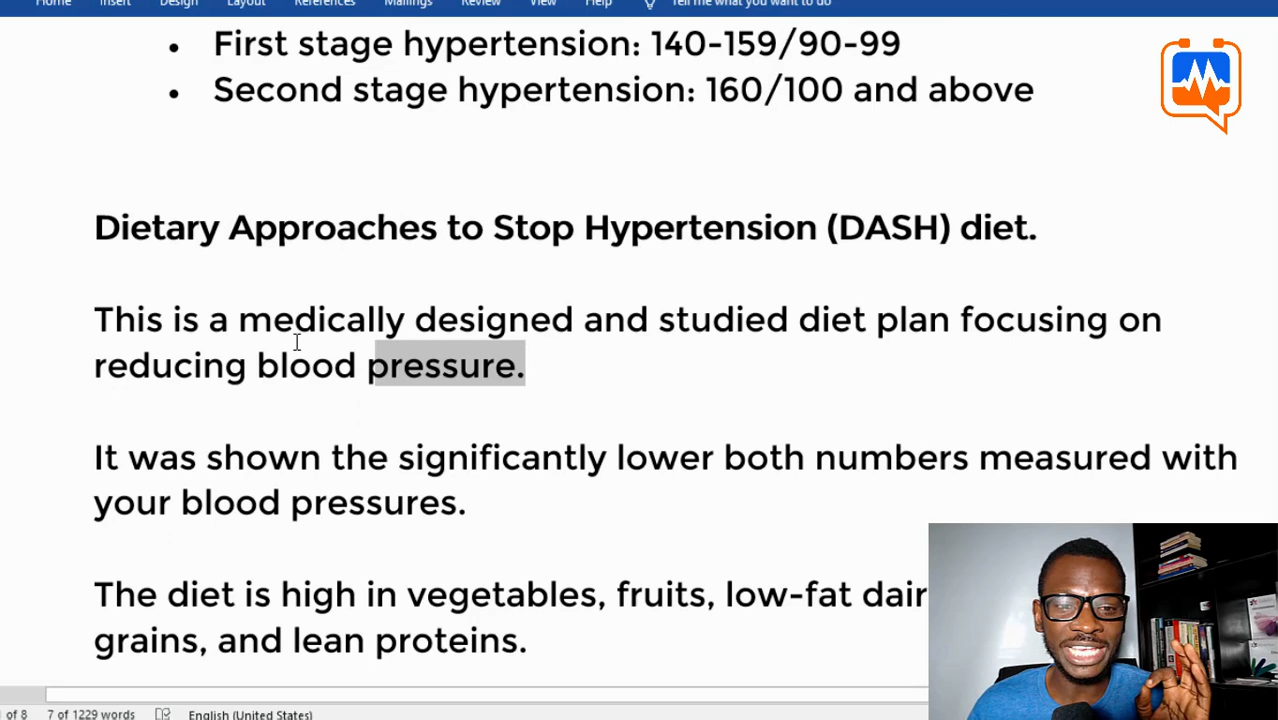 Home Insert Design Layout References Mailings Review View Help Tell me what you want to do
• First stage hypertension: 140-159/90-99
• Second stage hypertension: 160/100 and above
Dietary Approaches to Stop Hypertension (DASH) diet.
This is a medically designed and studied diet plan focusing on
reducing blood pressure.
It was shown the significantly lower both numbers measured with
your blood pressures.
The diet is high in vegetables, fruits, low-fat dair
grains, and lean proteins.
of 8 7 of 1229 words English (United States)